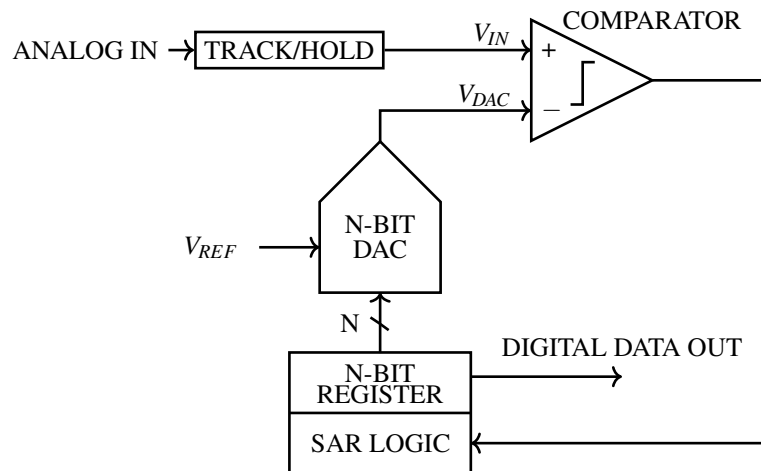 COMPARATOR
ANALOG IN
TRACK/HOLD
V_IN
+
V_DAC
−
N-BIT
DAC
V_REF
N
N-BIT
REGISTER
DIGITAL DATA OUT
SAR LOGIC